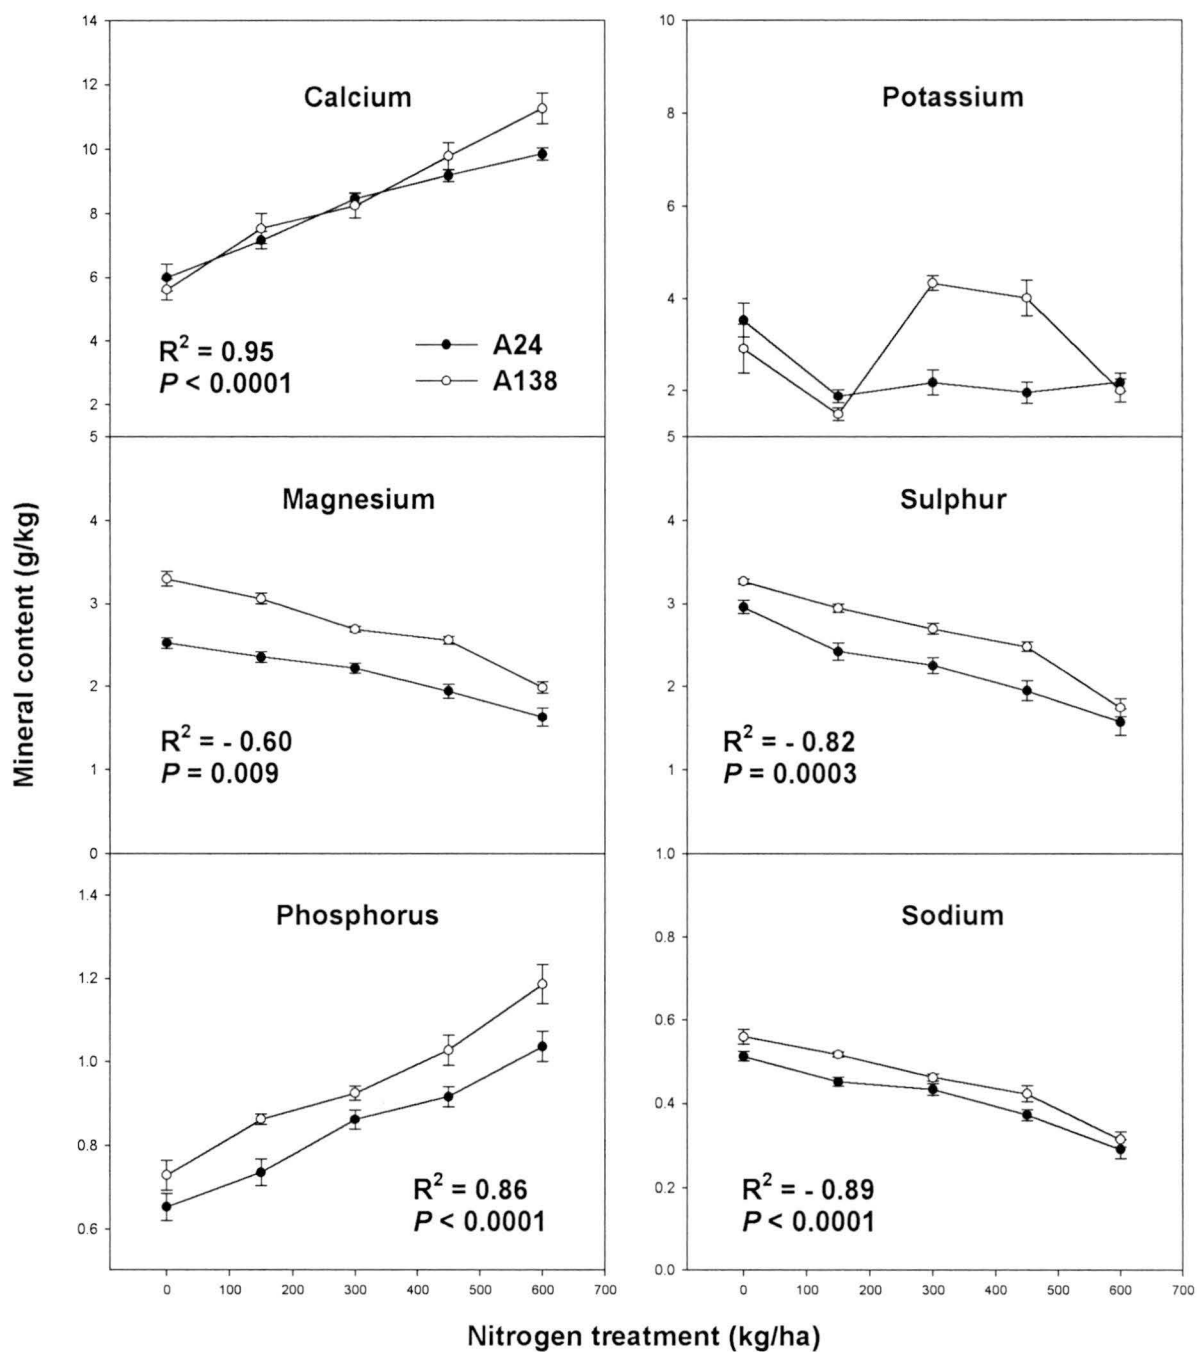 Mineral content (g/kg)
14
12
10
8
6
4
2
Calcium
R² = 0.95
P < 0.0001
A24
A138
10
8
6
4
2
Potassium
5
4
3
2
1
0
Magnesium
R² = - 0.60
P = 0.009
5
4
3
2
1
Sulphur
R² = - 0.82
P = 0.0003
1.4
1.2
1.0
0.8
0.6
Phosphorus
R² = 0.86
P < 0.0001
0 100 200 300 400 500 600 700
1.0
0.8
0.6
0.4
0.2
0.0
Sodium
R² = - 0.89
P < 0.0001
0 100 200 300 400 500 600 700
Nitrogen treatment (kg/ha)